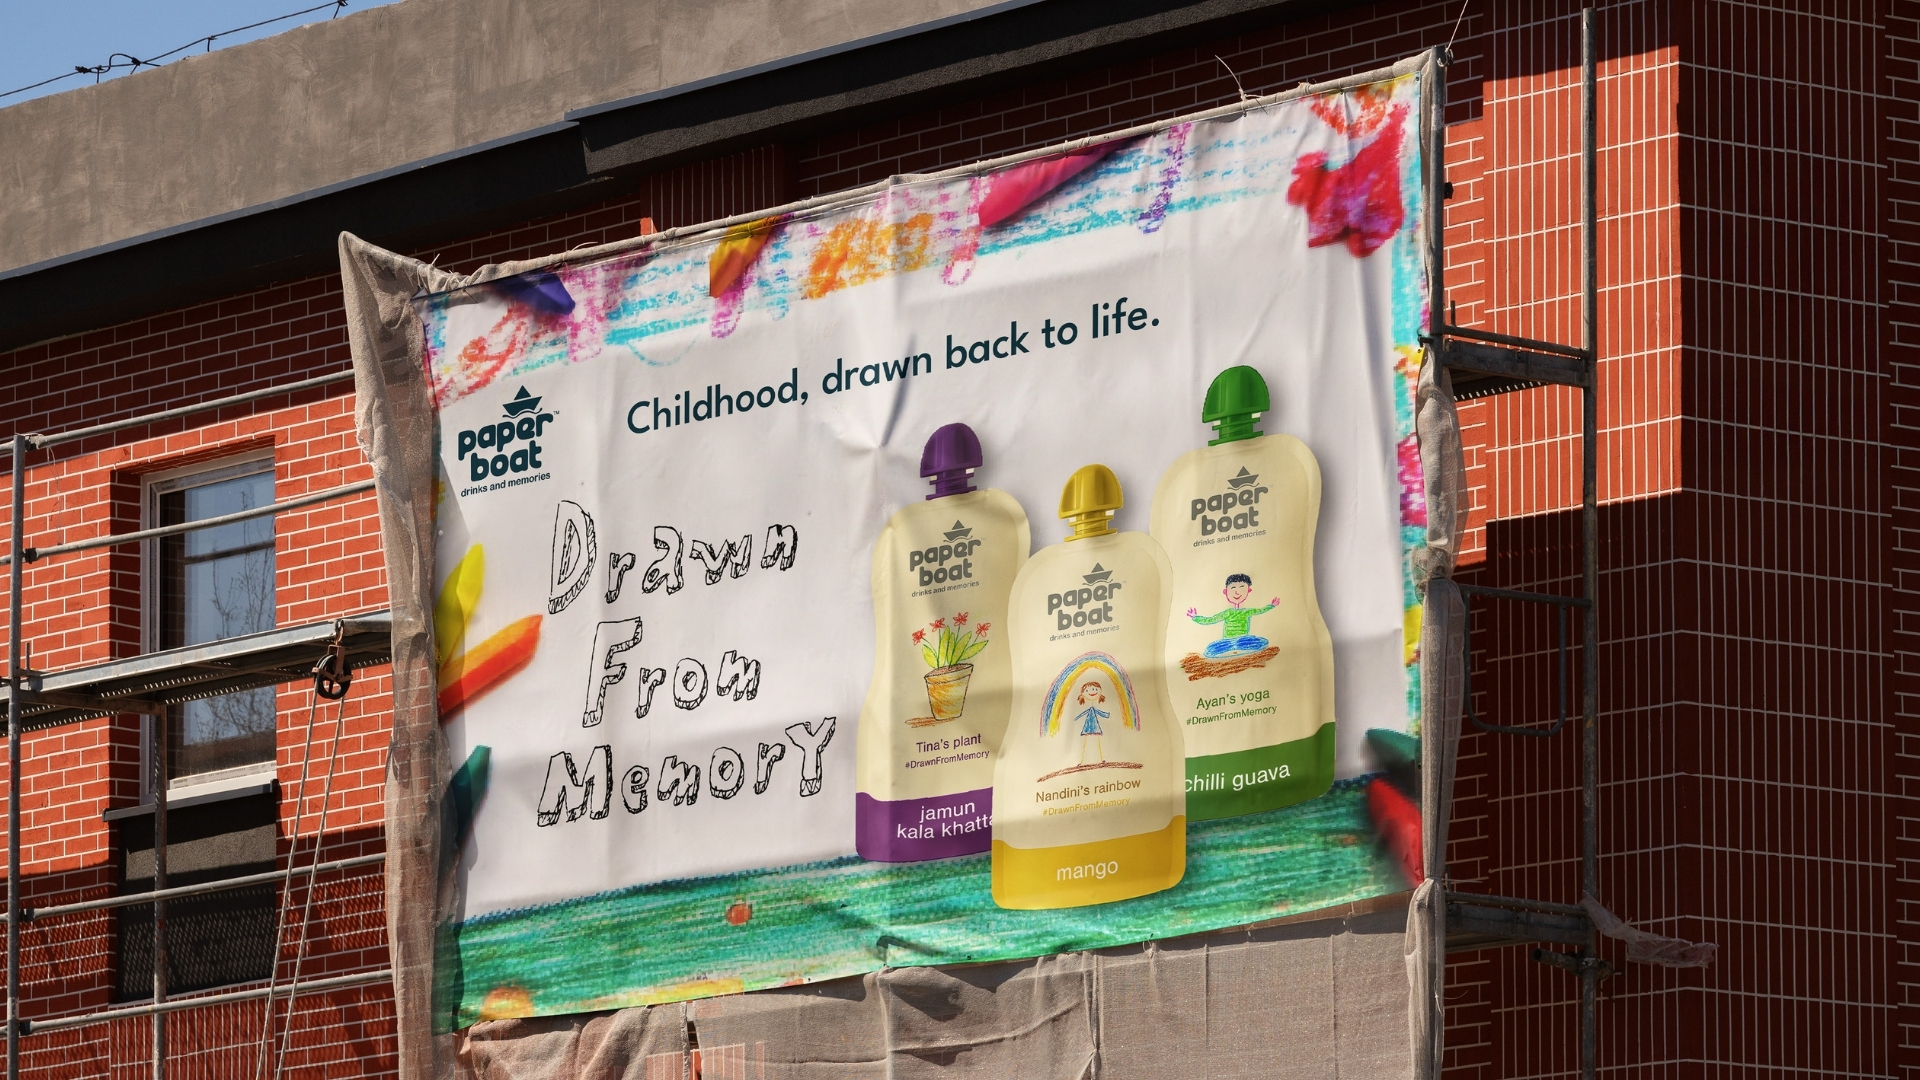 Childhood, drawn back to life.
paper
boat™
drinks and memories
Drawn
From
MemorY
paper
boat
drinks and memories
Tina's plant
#DrawnFromMemory
jamun
kala khatta
paper
boat
drinks and memories
Nandini's rainbow
#DrawnFromMemory
mango
paper
boat
drinks and memories
Ayan's yoga
#DrawnFromMemory
chilli guava